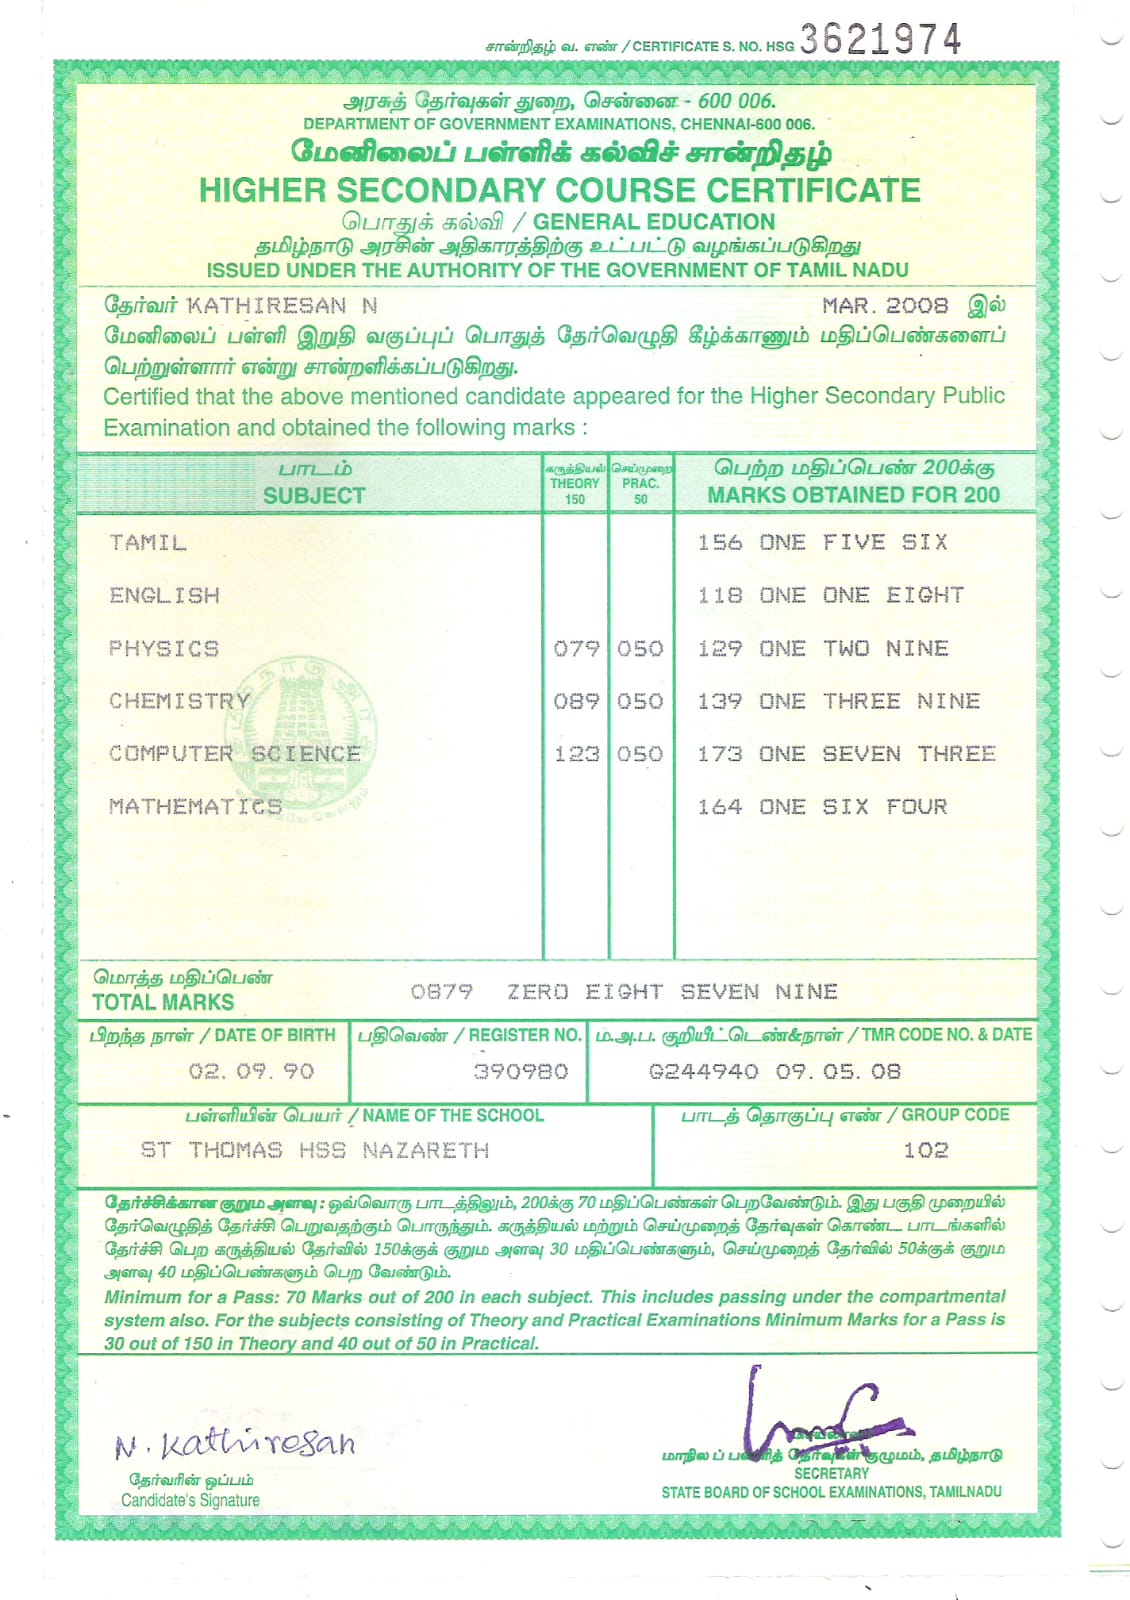 சான்றிதழ் வ. எண் / CERTIFICATE S. NO. HSG 3621974
அரசுத் தேர்வுகள் துறை, சென்னை - 600 006.
DEPARTMENT OF GOVERNMENT EXAMINATIONS, CHENNAI-600 006.
மேனிலைப் பள்ளிக் கல்விச் சான்றிதழ்
HIGHER SECONDARY COURSE CERTIFICATE
பொதுக் கல்வி / GENERAL EDUCATION
தமிழ்நாடு அரசின் அதிகாரத்திற்கு உட்பட்டு வழங்கப்படுகிறது
ISSUED UNDER THE AUTHORITY OF THE GOVERNMENT OF TAMIL NADU
தேர்வர் KATHIRESAN N MAR. 2008 இல்
மேனிலைப் பள்ளி இறுதி வகுப்புப் பொதுத் தேர்வெழுதி கீழ்க்காணும் மதிப்பெண்களைப்
பெற்றுள்ளார் என்று சான்றளிக்கப்படுகிறது.
Certified that the above mentioned candidate appeared for the Higher Secondary Public
Examination and obtained the following marks :
பாடம் கருத்தியல் செய்முறை பெற்ற மதிப்பெண் 200க்கு
SUBJECT THEORY 150 PRAC. 50 MARKS OBTAINED FOR 200
TAMIL 156 ONE FIVE SIX
ENGLISH 118 ONE ONE EIGHT
PHYSICS 079 050 129 ONE TWO NINE
CHEMISTRY 089 050 139 ONE THREE NINE
COMPUTER SCIENCE 123 050 173 ONE SEVEN THREE
MATHEMATICS 164 ONE SIX FOUR
மொத்த மதிப்பெண்
TOTAL MARKS 0879 ZERO EIGHT SEVEN NINE
பிறந்த நாள் / DATE OF BIRTH பதிவெண் / REGISTER NO. ம.அ.ப. குறியீட்டெண்&நாள் / TMR CODE NO. & DATE
02. 09. 90 390980 G244940 09. 05. 08
பள்ளியின் பெயர் / NAME OF THE SCHOOL பாடத் தொகுப்பு எண் / GROUP CODE
ST THOMAS HSS NAZARETH 102
தேர்ச்சிக்கான குறும அளவு : ஒவ்வொரு பாடத்திலும், 200க்கு 70 மதிப்பெண்கள் பெறவேண்டும். இது பகுதி முறையில்
தேர்வெழுதித் தேர்ச்சி பெறுவதற்கும் பொருந்தும். கருத்தியல் மற்றும் செய்முறைத் தேர்வுகள் கொண்ட பாடங்களில்
தேர்ச்சி பெற கருத்தியல் தேர்வில் 150க்குக் குறும அளவு 30 மதிப்பெண்களும், செய்முறைத் தேர்வில் 50க்குக் குறும
அளவு 40 மதிப்பெண்களும் பெற வேண்டும்.
Minimum for a Pass: 70 Marks out of 200 in each subject. This includes passing under the compartmental
system also. For the subjects consisting of Theory and Practical Examinations Minimum Marks for a Pass is
30 out of 150 in Theory and 40 out of 50 in Practical.
N. Kathiresan
தேர்வரின் ஒப்பம்
Candidate's Signature
மாநிலப் பள்ளித் தேர்வுகள் குழுமம், தமிழ்நாடு
SECRETARY
STATE BOARD OF SCHOOL EXAMINATIONS, TAMILNADU